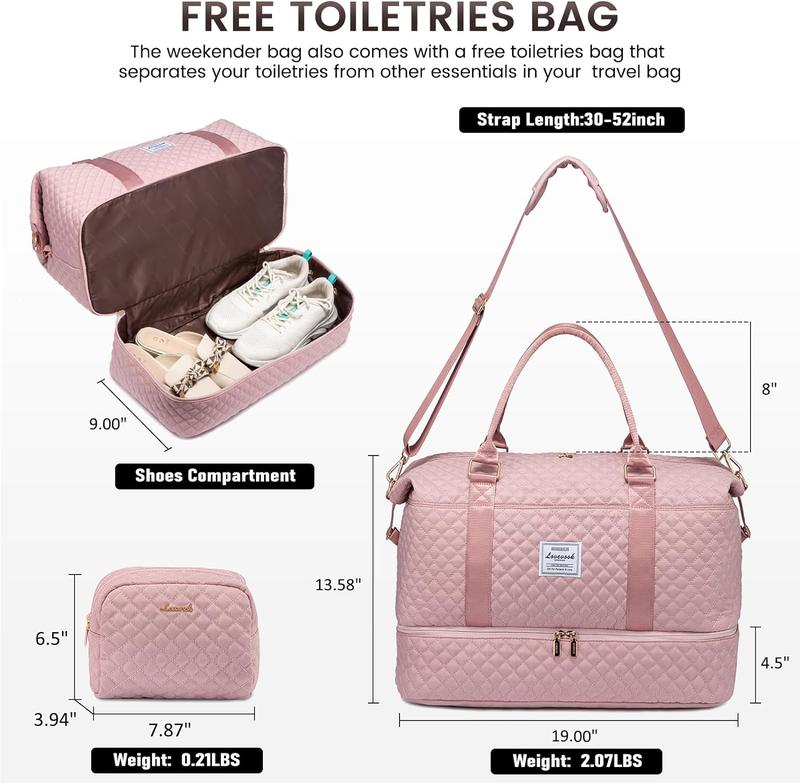 FREE TOILETRIES BAG
The weekender bag also comes with a free toiletries bag that
separates your toiletries from other essentials in your travel bag
Strap Length:30-52inch
8"
9.00"
Shoes Compartment
Lovevook
13.58"
4.5"
19.00"
Weight: 2.07LBS
Lovevook
6.5"
3.94"
7.87"
Weight: 0.21LBS